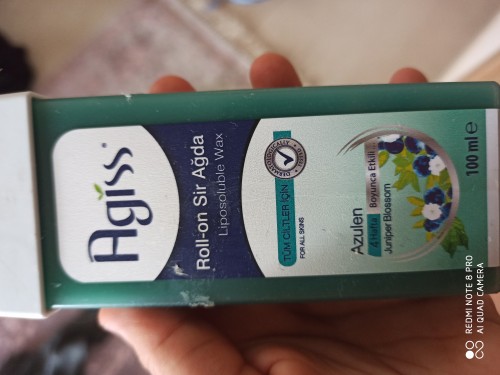 Agiss
Roll-on Sir Ağda
Liposoluble Wax
DERMATOLOGICALLY
TÜM CİLTLER İÇİN
FOR ALL SKINS
Azulen
4 Hafta Boyunca Etkili
Juniper Blossom
100 ml ℮
REDMI NOTE 8 PRO
AI QUAD CAMERA